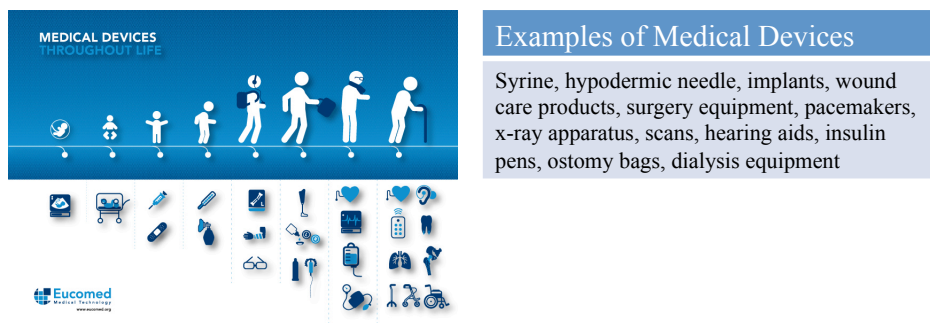 MEDICAL DEVICES
THROUGHOUT LIFE
Eucomed
Medical Technology
www.eucomed.org
Examples of Medical Devices
Syrine, hypodermic needle, implants, wound
care products, surgery equipment, pacemakers,
x-ray apparatus, scans, hearing aids, insulin
pens, ostomy bags, dialysis equipment